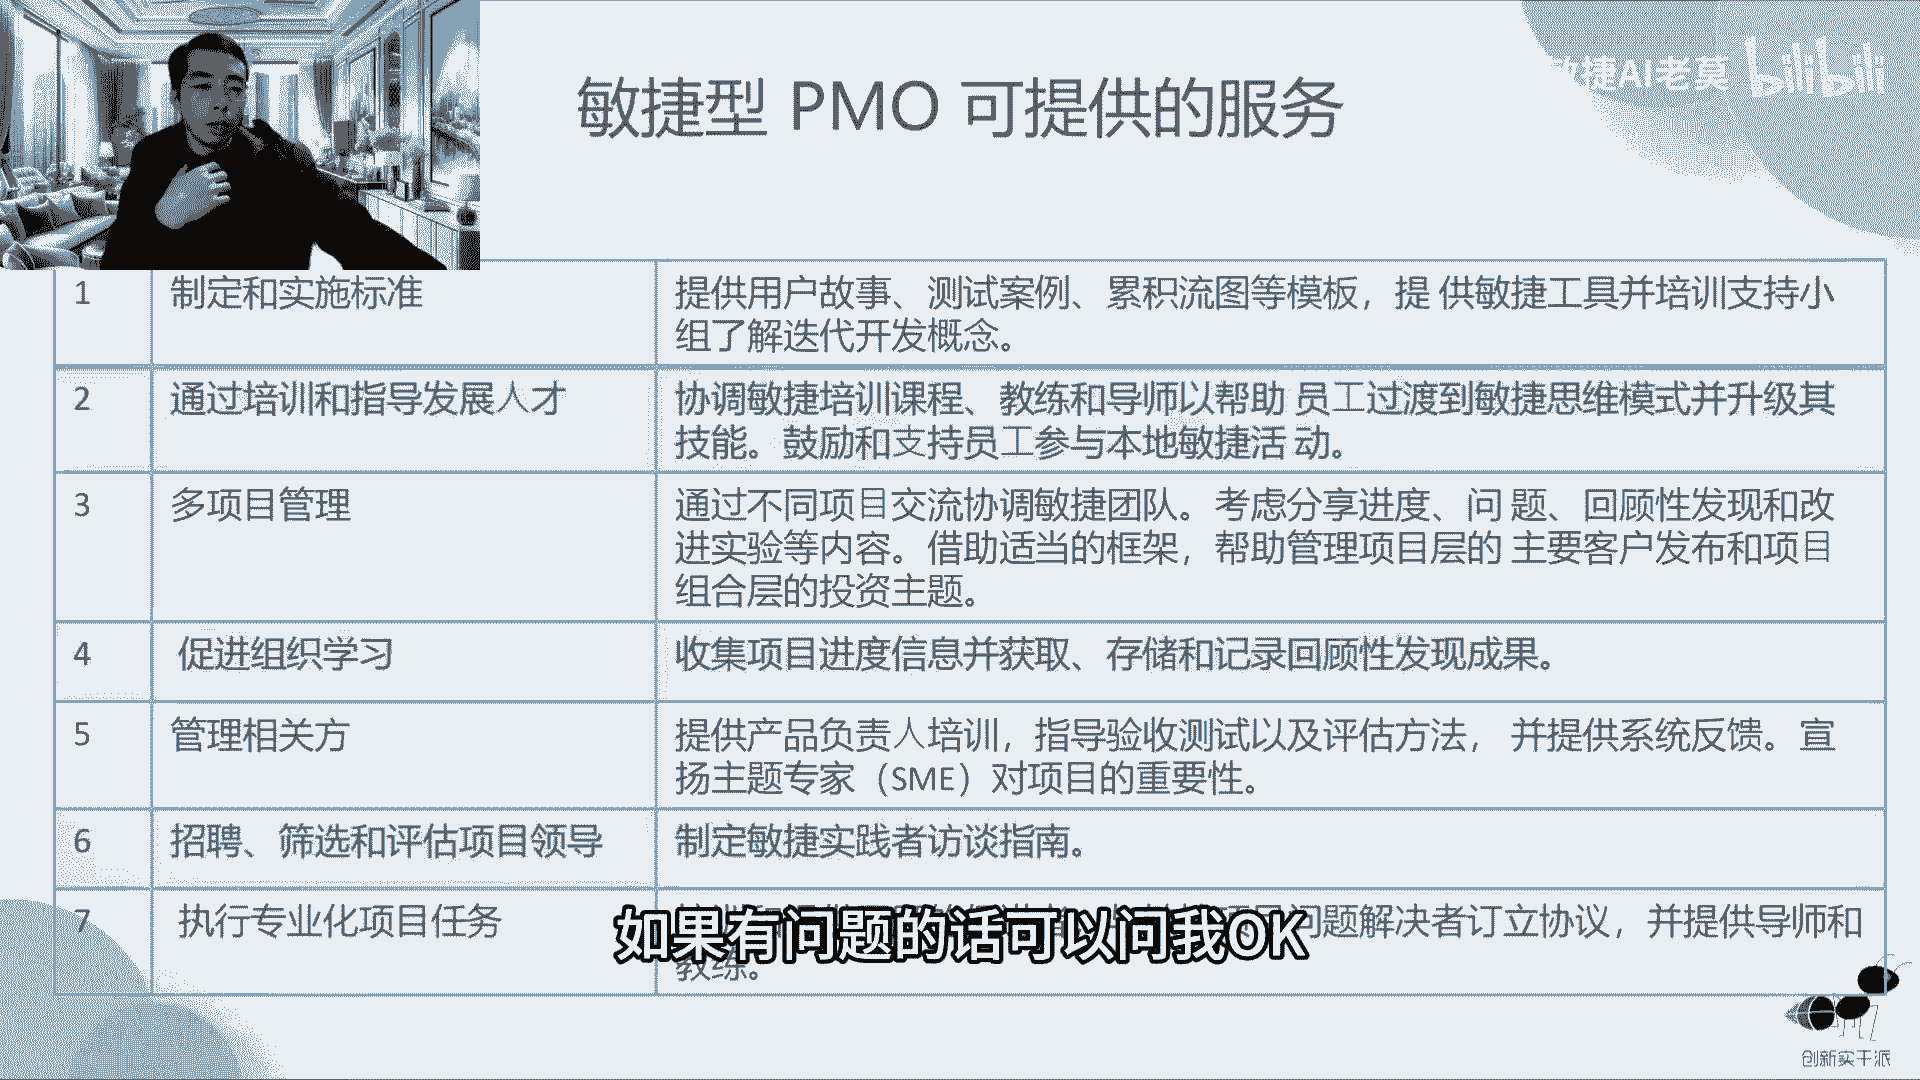 敏捷AI老莫 bilibili
敏捷型 PMO 可提供的服务
1 制定和实施标准 提供用户故事、测试案例、累积流图等模板，提 供敏捷工具并培训支持小
组了解迭代开发概念。
2 通过培训和指导发展人才 协调敏捷培训课程、教练和导师以帮助 员工过渡到敏捷思维模式并升级其
技能。鼓励和支持员工参与本地敏捷活 动。
3 多项目管理 通过不同项目交流协调敏捷团队。考虑分享进度、问 题、回顾性发现和改
进实验等内容。借助适当的框架，帮助管理项目层的 主要客户发布和项目
组合层的投资主题。
4 促进组织学习 收集项目进度信息并获取、存储和记录回顾性发现成果。
5 管理相关方 提供产品负责人培训，指导验收测试以及评估方法， 并提供系统反馈。宣
扬主题专家（SME）对项目的重要性。
6 招聘、筛选和评估项目领导 制定敏捷实践者访谈指南。
7 执行专业化项目任务 问题解决者订立协议，并提供导师和
教练。
如果有问题的话可以问我OK
创新实干派